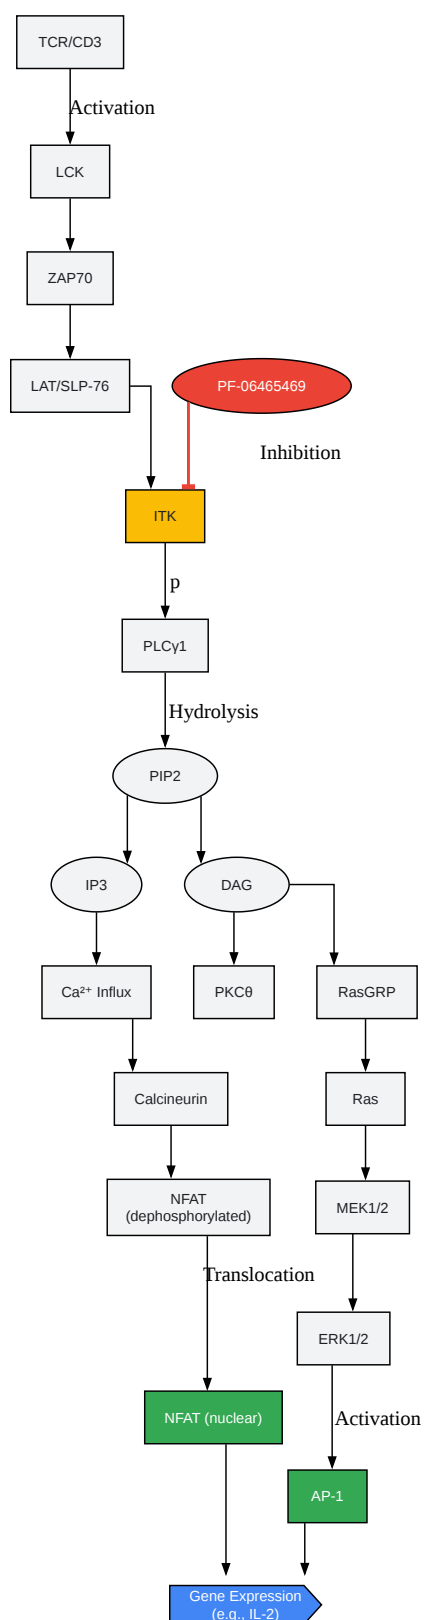 TCR/CD3
Activation
LCK
ZAP70
LAT/SLP-76
PF-06465469
Inhibition
ITK
p
PLCγ1
Hydrolysis
PIP2
IP3
DAG
Ca²⁺ Influx
PKCθ
RasGRP
Calcineurin
Ras
NFAT
(dephosphorylated)
MEK1/2
Translocation
ERK1/2
NFAT (nuclear)
Activation
AP-1
Gene Expression
(e.g., IL-2)